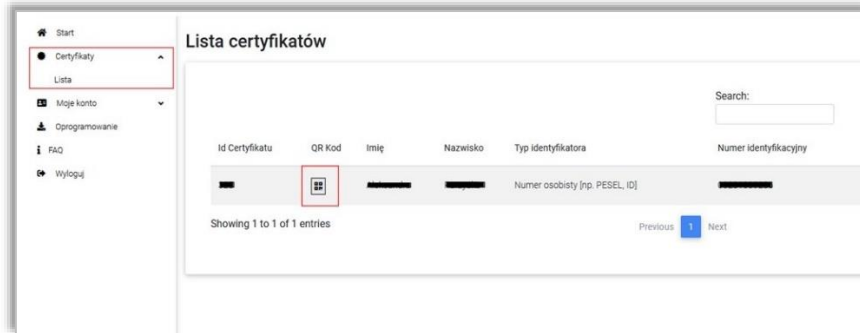 Start
Certyfikaty
Lista
Moje konto
Oprogramowanie
FAQ
Wyloguj
Lista certyfikatów
Search:
Id Certyfikatu QR Kod Imię Nazwisko Typ identyfikatora Numer identyfikacyjny
Numer osobisty [np. PESEL, ID]
Showing 1 to 1 of 1 entries
Previous 1 Next